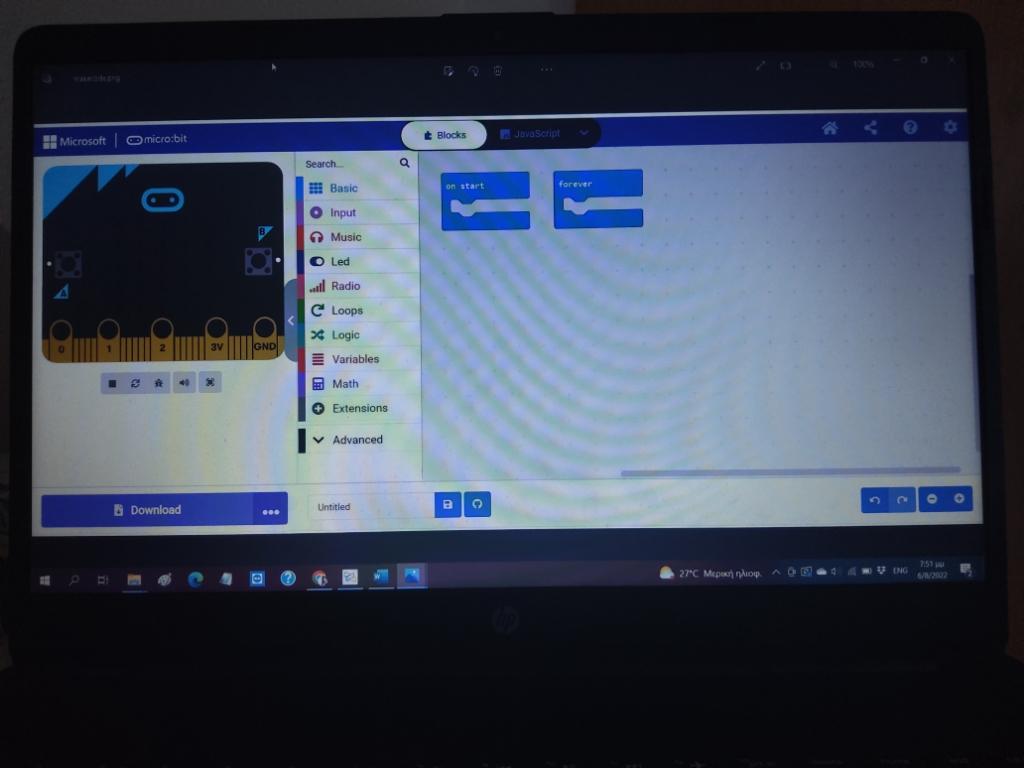 makecode.png
100%
Microsoft | micro:bit
Blocks
JavaScript
Search...
Basic
Input
Music
Led
Radio
Loops
Logic
Variables
Math
Extensions
Advanced
on start
forever
B
A
0 1 2 3V GND
Download
Untitled
27°C Μερική ηλιοφ.
ENG
7:51 μμ
6/8/2022
2
hp